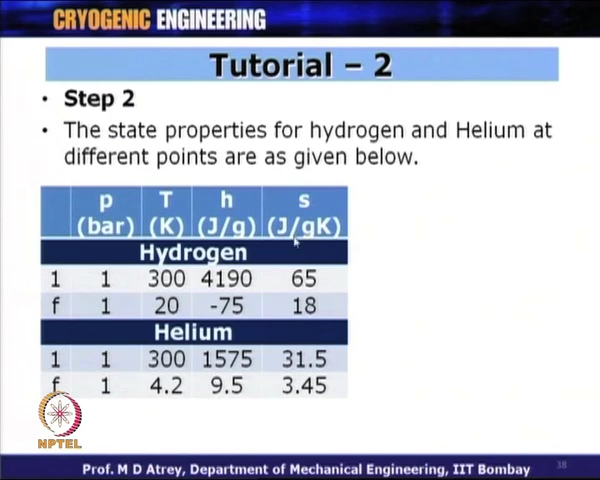 CRYOGENIC ENGINEERING
Tutorial – 2
• Step 2
• The state properties for hydrogen and Helium at
different points are as given below.
p T h s
(bar) (K) (J/g) (J/gK)
Hydrogen
1 1 300 4190 65
f 1 20 -75 18
Helium
1 1 300 1575 31.5
f 1 4.2 9.5 3.45
NPTEL
Prof. M D Atrey, Department of Mechanical Engineering, IIT Bombay
38